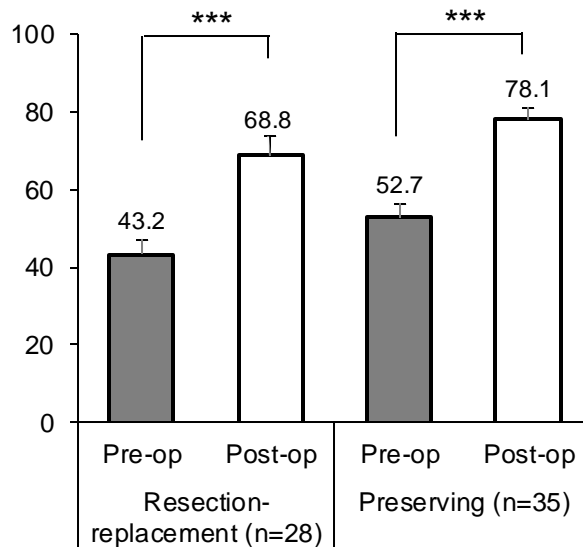 *** ***
100
80
60
40
20
0
43.2
68.8
52.7
78.1
Pre-op Post-op Pre-op Post-op
Resection-
replacement (n=28)
Preserving (n=35)